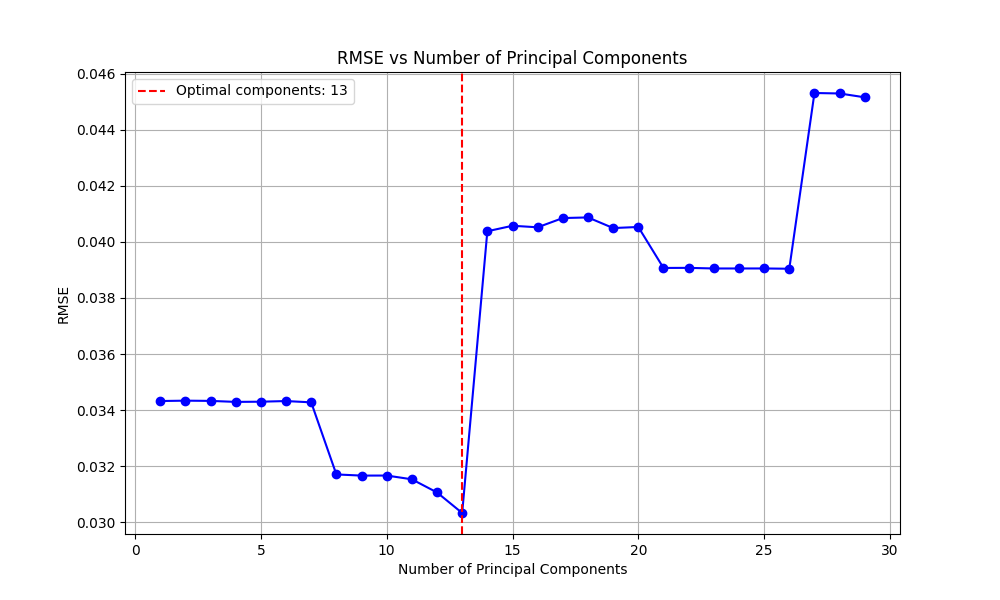 RMSE vs Number of Principal Components
Optimal components: 13
0.046
0.044
0.042
0.040
0.038
0.036
0.034
0.032
0.030
RMSE
0 5 10 15 20 25 30
Number of Principal Components